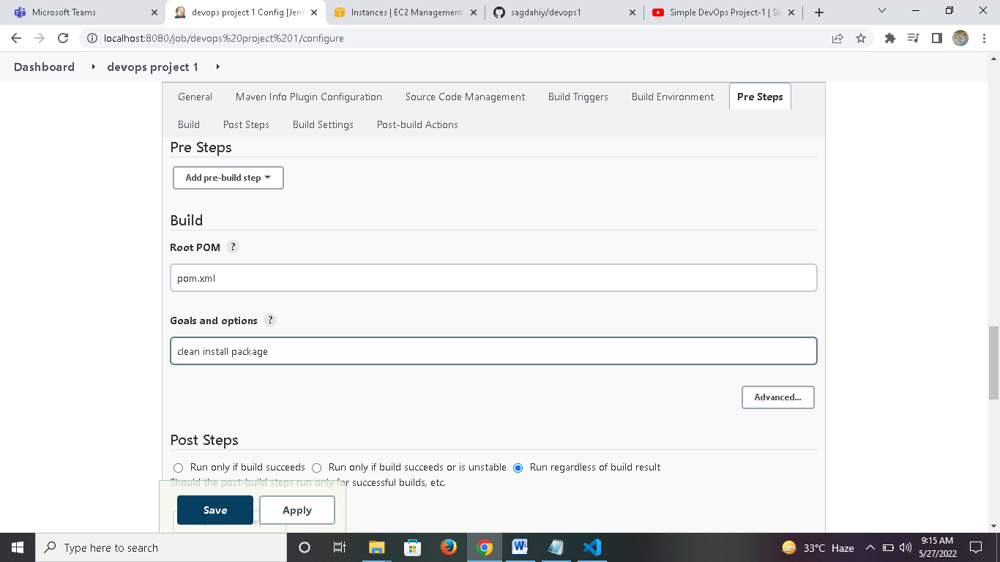 Microsoft Teams
devops project 1 Config [Jenk
Instances | EC2 Management
sagdahiy/devops1
Simple DevOps Project-1 | Sim
localhost:8080/job/devops%20project%201/configure
Dashboard devops project 1
General Maven Info Plugin Configuration Source Code Management Build Triggers Build Environment Pre Steps
Build Post Steps Build Settings Post-build Actions
Pre Steps
Add pre-build step
Build
Root POM ?
pom.xml
Goals and options ?
clean install package
Advanced...
Post Steps
Run only if build succeeds Run only if build succeeds or is unstable Run regardless of build result
Should the post-build steps run only for successful builds, etc.
Save Apply
Type here to search
33°C Haze
9:15 AM
5/27/2022